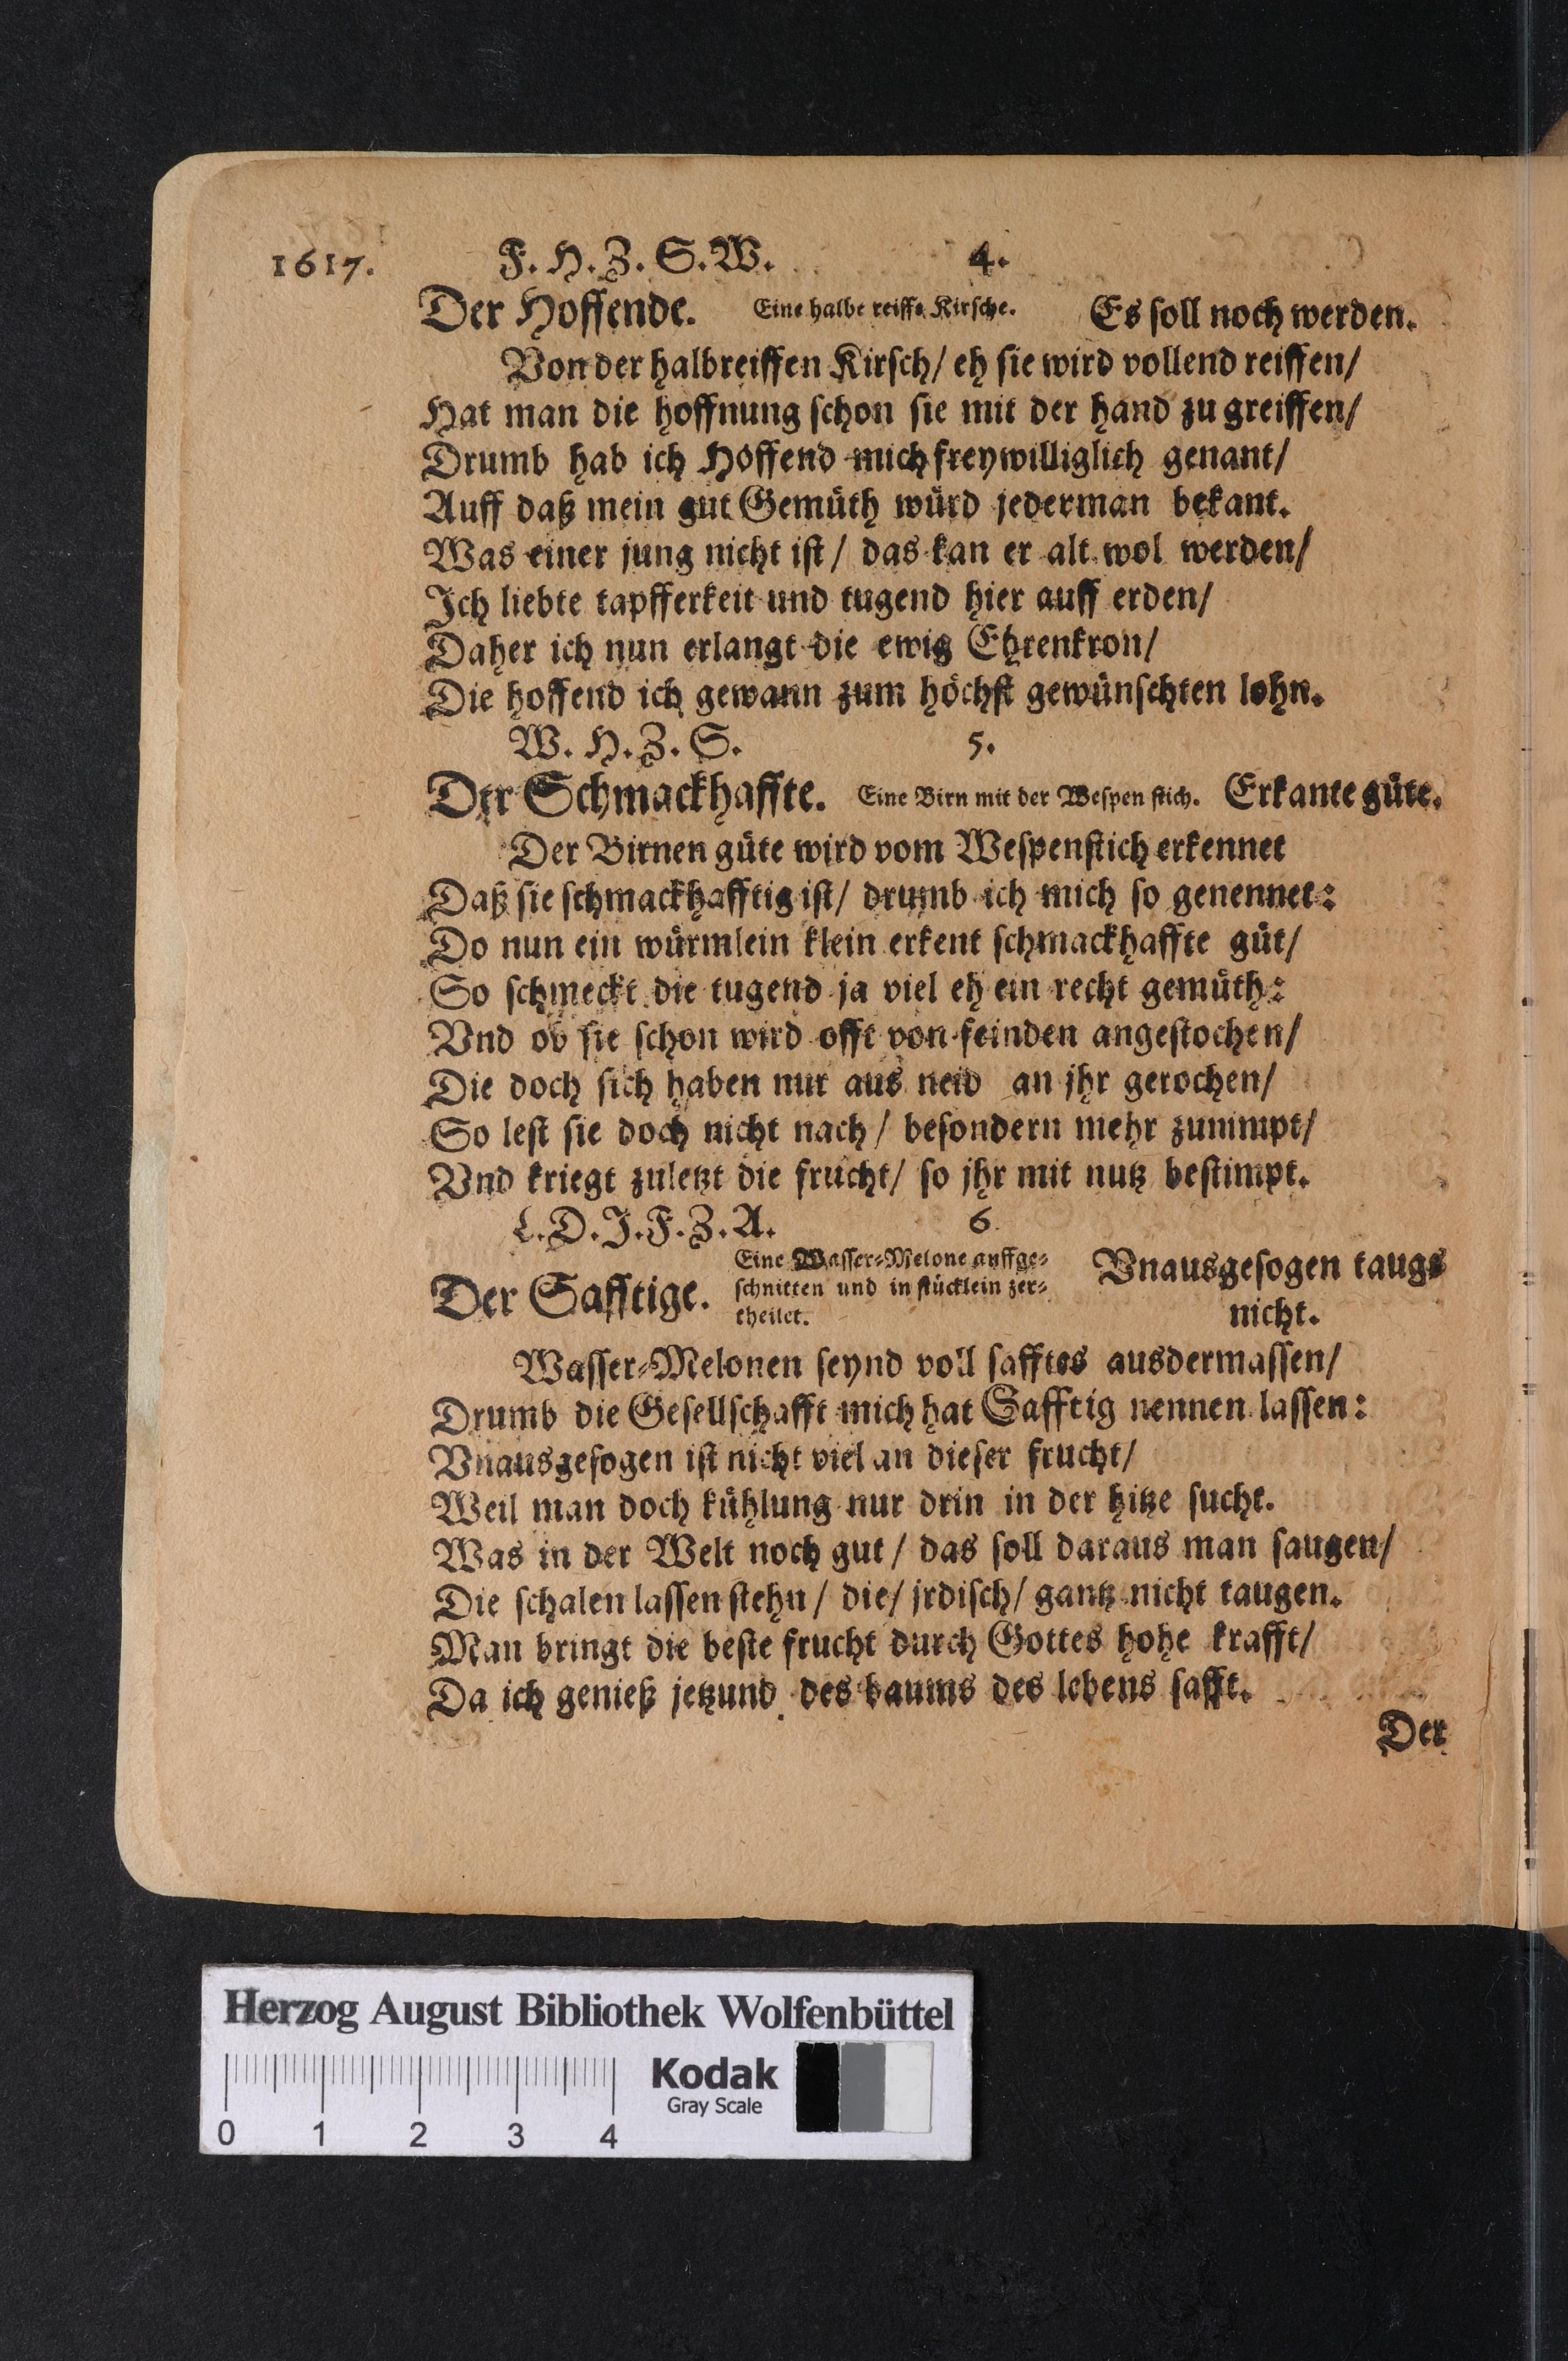 1617. F. H. Z. S. W. 4.
Der Hoffende. Eine halbe reiffe Kirsche. Es soll noch werden.
Von der halbreiffen Kirsch/ eh sie wird vollend reiffen/
Hat man die hoffnung schon sie mit der hand zu greiffen/
Drumb hab ich Hoffend mich freywilliglich genant/
Auff daß mein gut Gemüth würd jederman bekant.
Was einer jung nicht ist/ das kan er alt wol werden/
Ich liebte tapfferkeit und tugend hier auff erden/
Daher ich nun erlangt die ewig Ehrenkron/
Die hoffend ich gewann zum höchst gewünschten lohn.
W. H. Z. S. 5.
Der Schmackhaffte. Eine Birn mit der Wespen stich. Erkante güte.
Der Birnen güte wird vom Wespenstich erkennet
Daß sie schmackhafftig ist/ drumb ich mich so genennet:
Do nun ein würmlein klein erkent schmackhaffte güt/
So schmeckt die tugend ja viel eh ein recht gemüth:
Vnd ob sie schon wird offt von feinden angestochen/
Die doch sich haben nur aus neid an jhr gerochen/
So lest sie doch nicht nach/ besondern mehr zunimpt/
Vnd kriegt zuletzt die frucht/ so jhr mit nutz bestimpt.
L. D. J. F. Z. A. 6
Der Safftige. Eine Wasser-Melone auffge-
schnitten und in stücklein zer-
theilet.
Vnausgesogen taugs
nicht.
Wasser-Melonen seynd voll safftes ausdermassen/
Drumb die Gesellschafft mich hat Safftig nennen lassen:
Vnausgesogen ist nicht viel an dieser frucht/
Weil man doch kühlung nur drin in der hitze sucht.
Was in der Welt noch gut/ das soll daraus man saugen/
Die schalen lassen stehn/ die/ jrdisch/ gantz nicht taugen.
Man bringt die beste frucht durch Gottes hohe krafft/
Da ich genieß jetzund des baums des lebens safft.
Der
Herzog August Bibliothek Wolfenbüttel
Kodak
Gray Scale
0 1 2 3 4